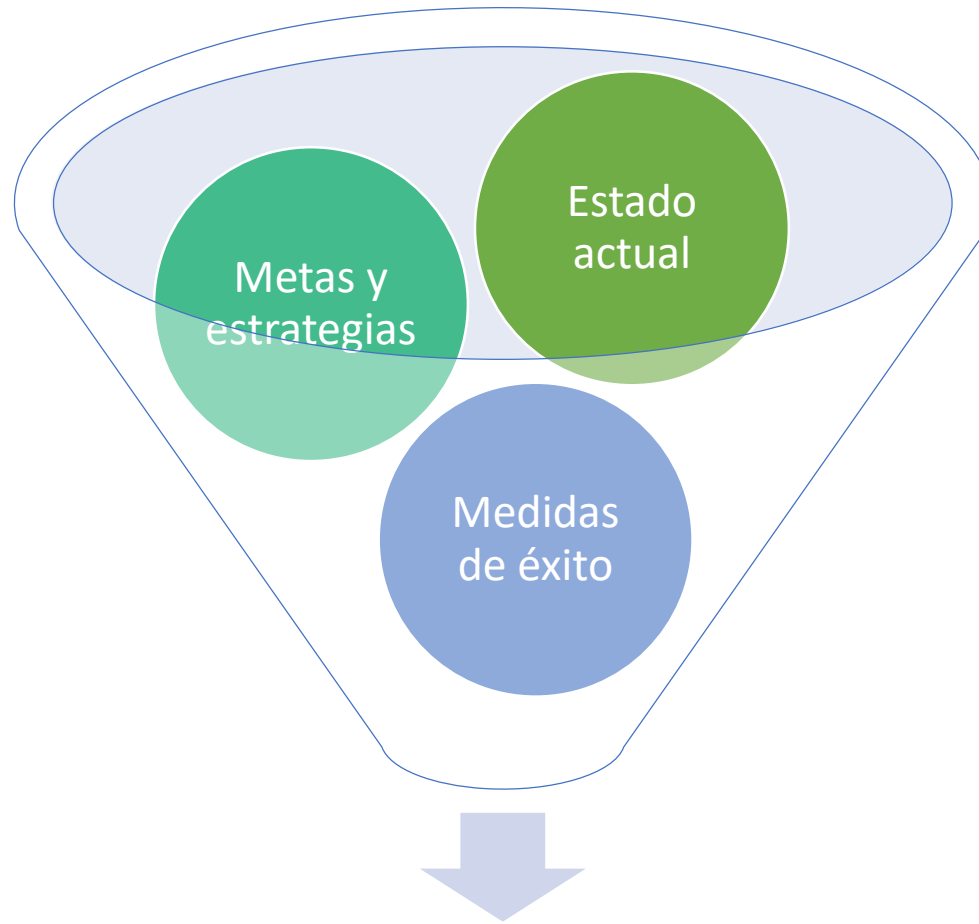 Estado
actual
Metas y
estrategias
Medidas
de éxito